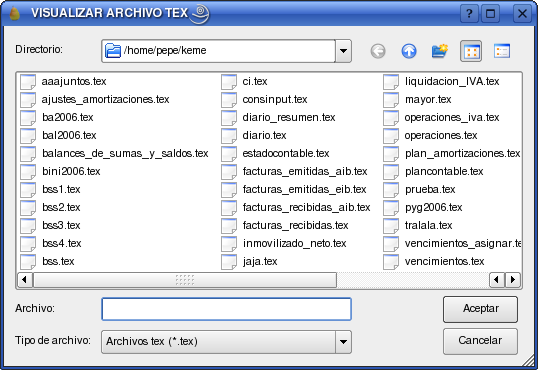 VISUALIZAR ARCHIVO TEX
Directorio: /home/pepe/keme
aaajuntos.tex ci.tex liquidacion_IVA.tex
ajustes_amortizaciones.tex consinput.tex mayor.tex
ba2006.tex diario_resumen.tex operaciones_iva.tex
bal2006.tex diario.tex operaciones.tex
balances_de_sumas_y_saldos.tex estadocontable.tex plan_amortizaciones.tex
bini2006.tex facturas_emitidas_aib.tex plancontable.tex
bss1.tex facturas_emitidas_eib.tex prueba.tex
bss2.tex facturas_recibidas_aib.tex pyg2006.tex
bss3.tex facturas_recibidas.tex tralala.tex
bss4.tex inmovilizado_neto.tex vencimientos_asignar.te
bss.tex jaja.tex vencimientos.tex
Archivo: Aceptar
Tipo de archivo: Archivos tex (*.tex) Cancelar